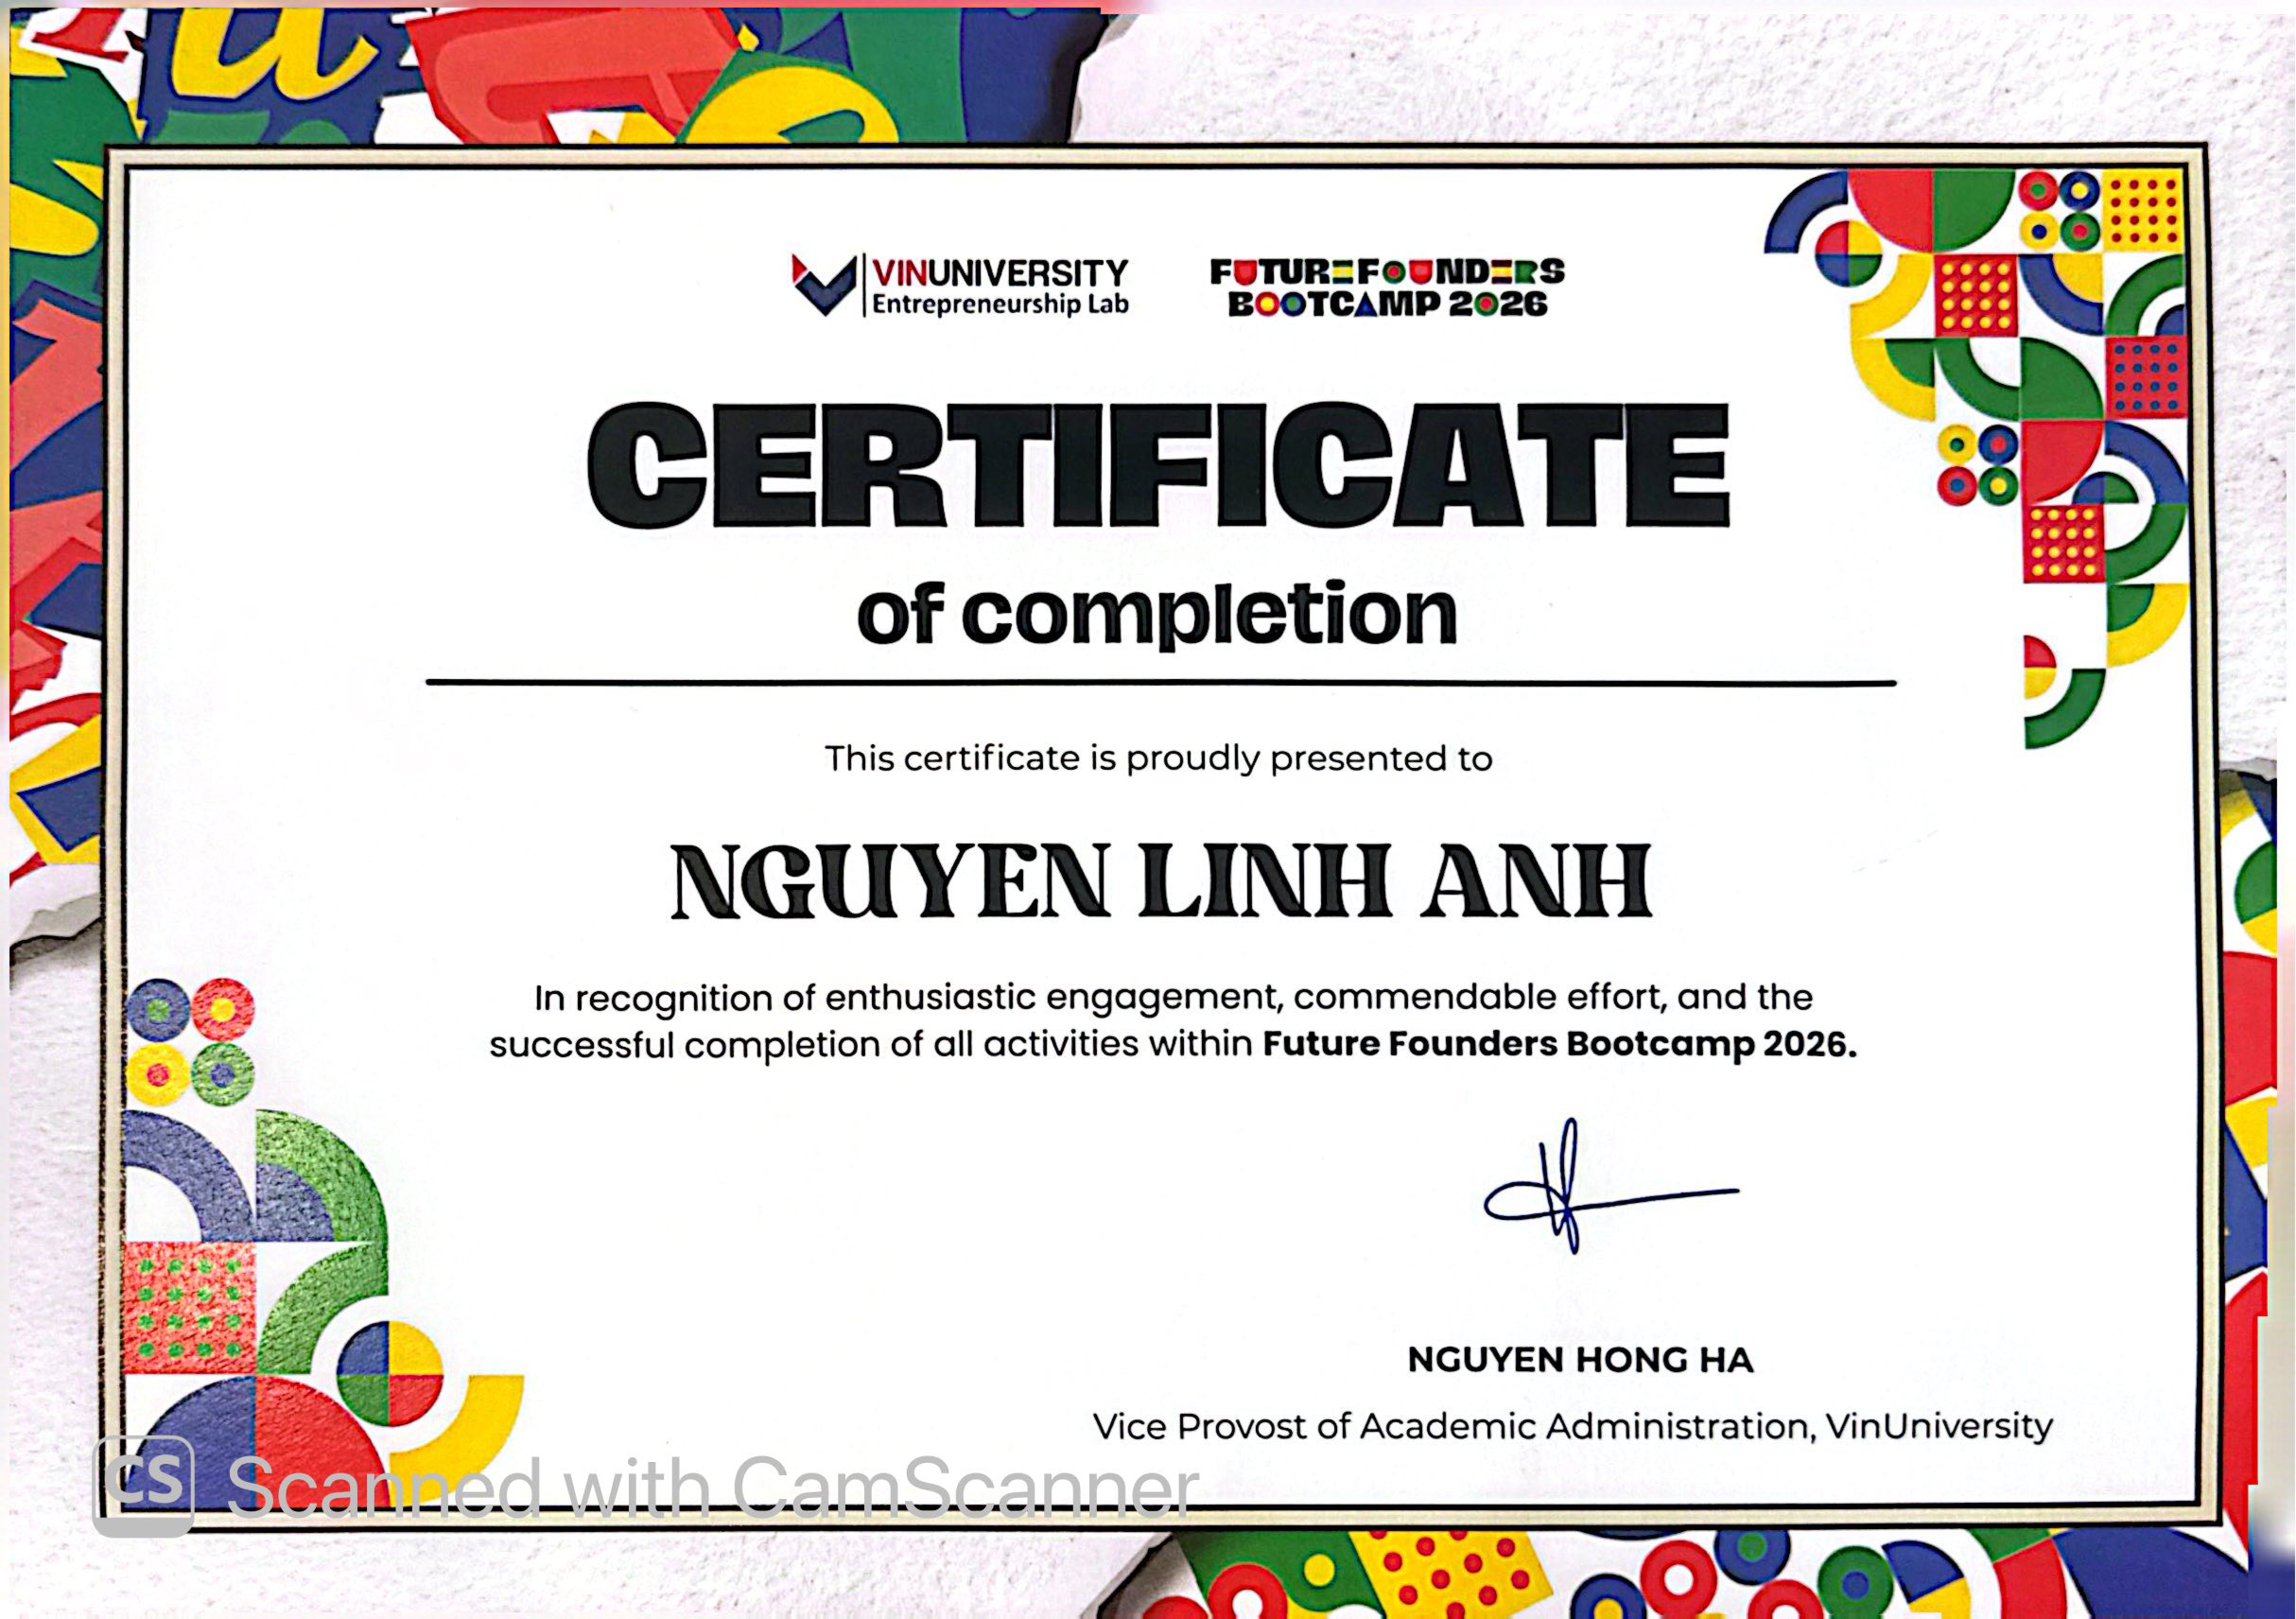 VINUNIVERSITY
Entrepreneurship Lab
FUTURE FOUNDERS
BOOTCAMP 2026
CERTIFICATE
of completion
This certificate is proudly presented to
NGUYEN LINH ANH
In recognition of enthusiastic engagement, commendable effort, and the
successful completion of all activities within Future Founders Bootcamp 2026.
NGUYEN HONG HA
Vice Provost of Academic Administration, VinUniversity
CS Scanned with CamScanner